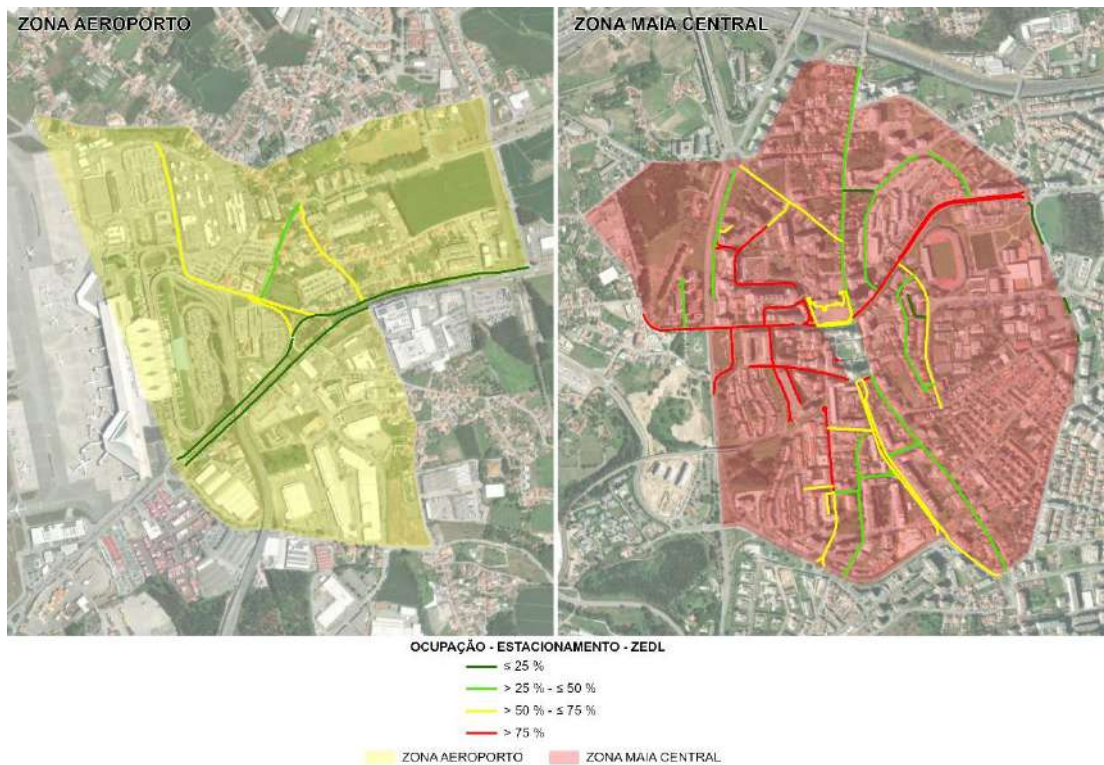 ZONA AEROPORTO
ZONA MAIA CENTRAL
OCUPAÇÃO - ESTACIONAMENTO - ZEDL
≤ 25 %
> 25 % - ≤ 50 %
> 50 % - ≤ 75 %
> 75 %
ZONA AEROPORTO ZONA MAIA CENTRAL